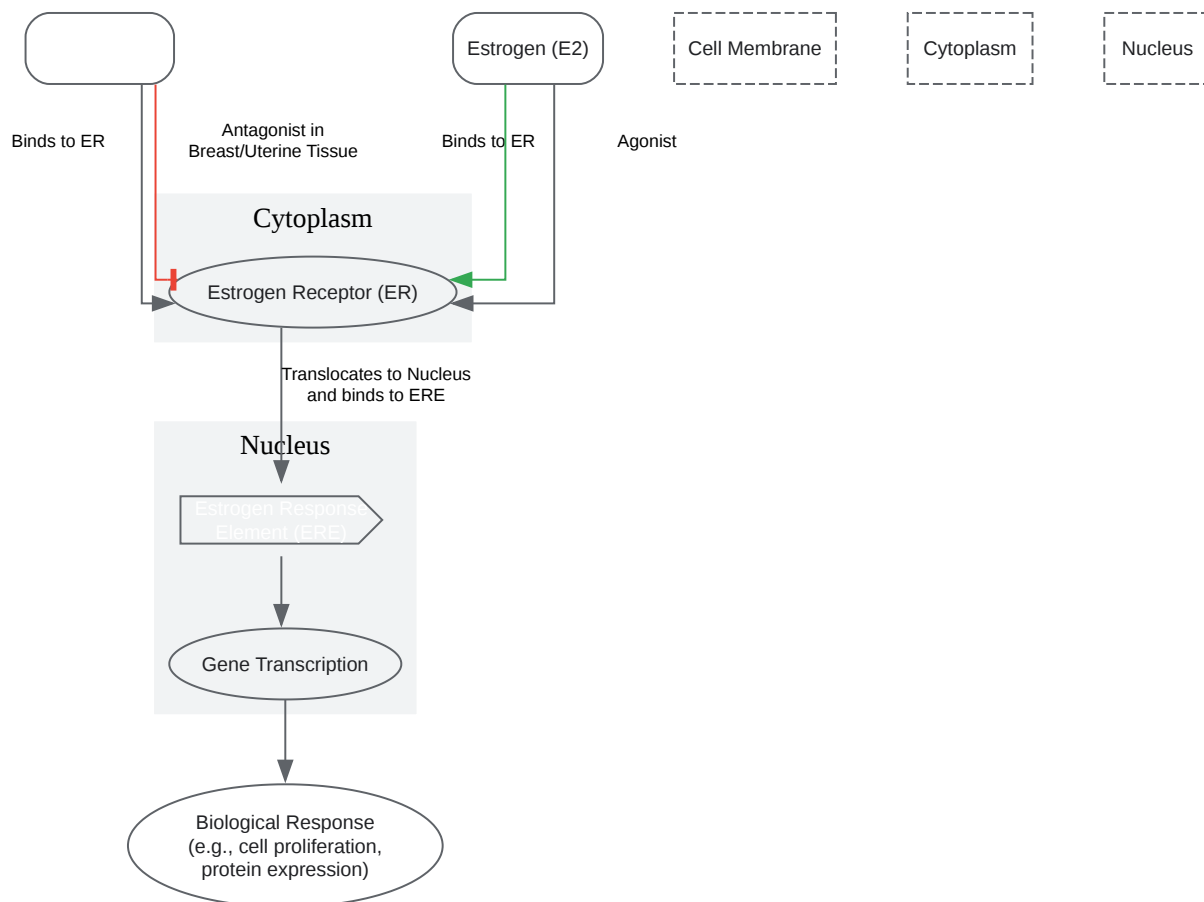 Estrogen (E2)
Cell Membrane
Cytoplasm
Nucleus
Binds to ER
Antagonist in
Breast/Uterine Tissue
Binds to ER
Agonist
Cytoplasm
Estrogen Receptor (ER)
Translocates to Nucleus
and binds to ERE
Nucleus
Estrogen Response
Element (ERE)
Gene Transcription
Biological Response
(e.g., cell proliferation,
protein expression)